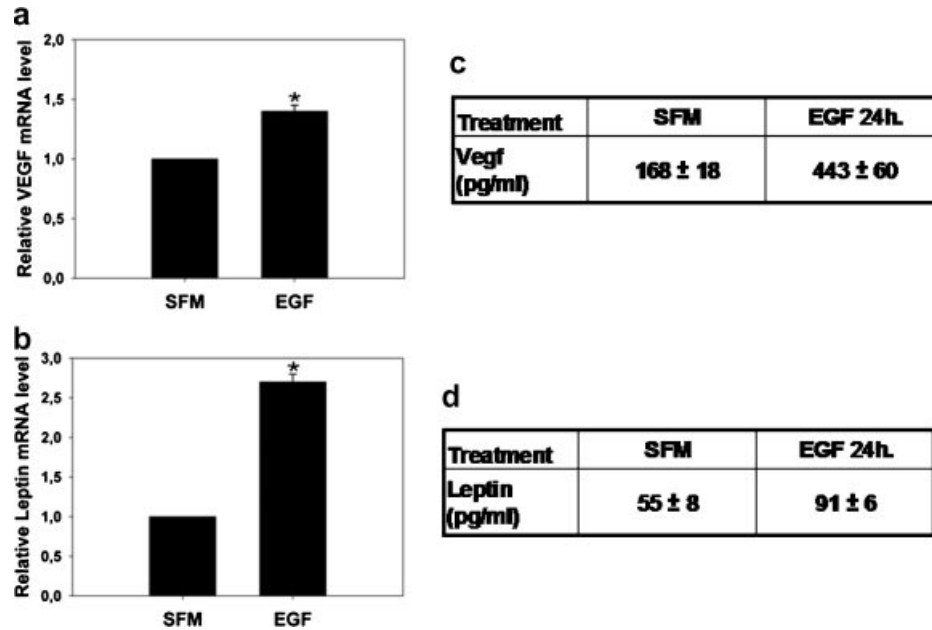 a
Relative VEGF mRNA level
2,0
1,5
1,0
0,5
0,0
*
SFM EGF
b
Relative Leptin mRNA level
3,0
2,5
2,0
1,5
1,0
0,5
0,0
*
SFM EGF
c
Treatment SFM EGF 24h.
Vegf
(pg/ml) 168 ± 18 443 ± 60
d
Treatment SFM EGF 24h.
Leptin
(pg/ml) 55 ± 8 91 ± 6